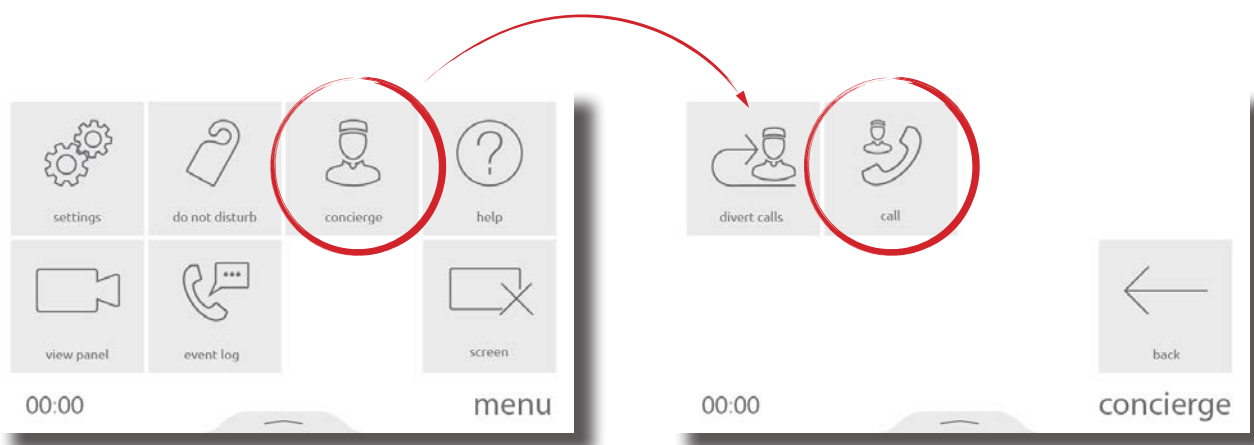 settings
do not disturb
concierge
help
view panel
event log
screen
00:00
menu
divert calls
call
back
00:00
concierge